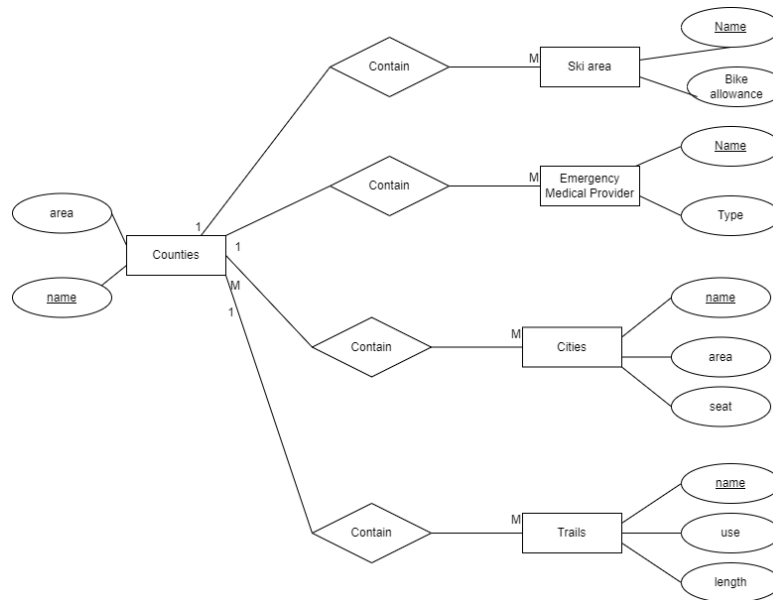 Name
Contain
M
Ski area
Bike
allowance
Name
Contain
M
Emergency
Medical Provider
Type
area
1
Counties
1
name
M
1
name
Contain
M
Cities
area
seat
name
Contain
M
Trails
use
length